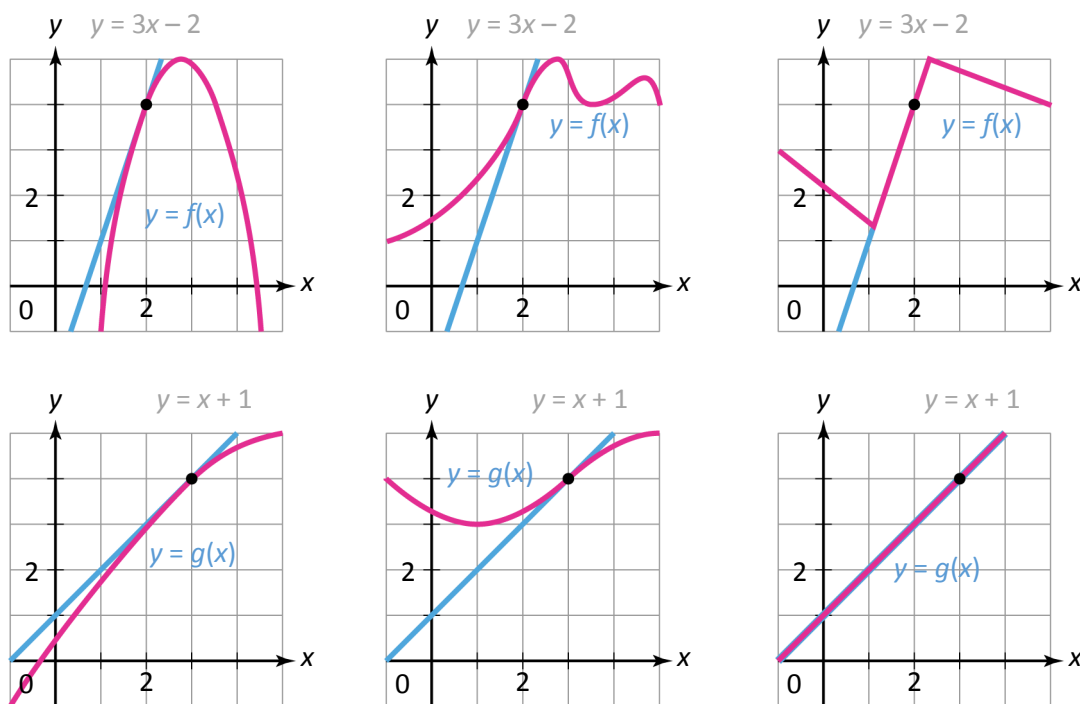 y y = 3x – 2
2
y = f(x)
x
0 2
y y = 3x – 2
y = f(x)
2
x
0 2
y y = 3x – 2
y = f(x)
2
x
0 2
y y = x + 1
y = g(x)
2
x
0 2
y y = x + 1
y = g(x)
2
x
0 2
y y = x + 1
2
y = g(x)
x
0 2